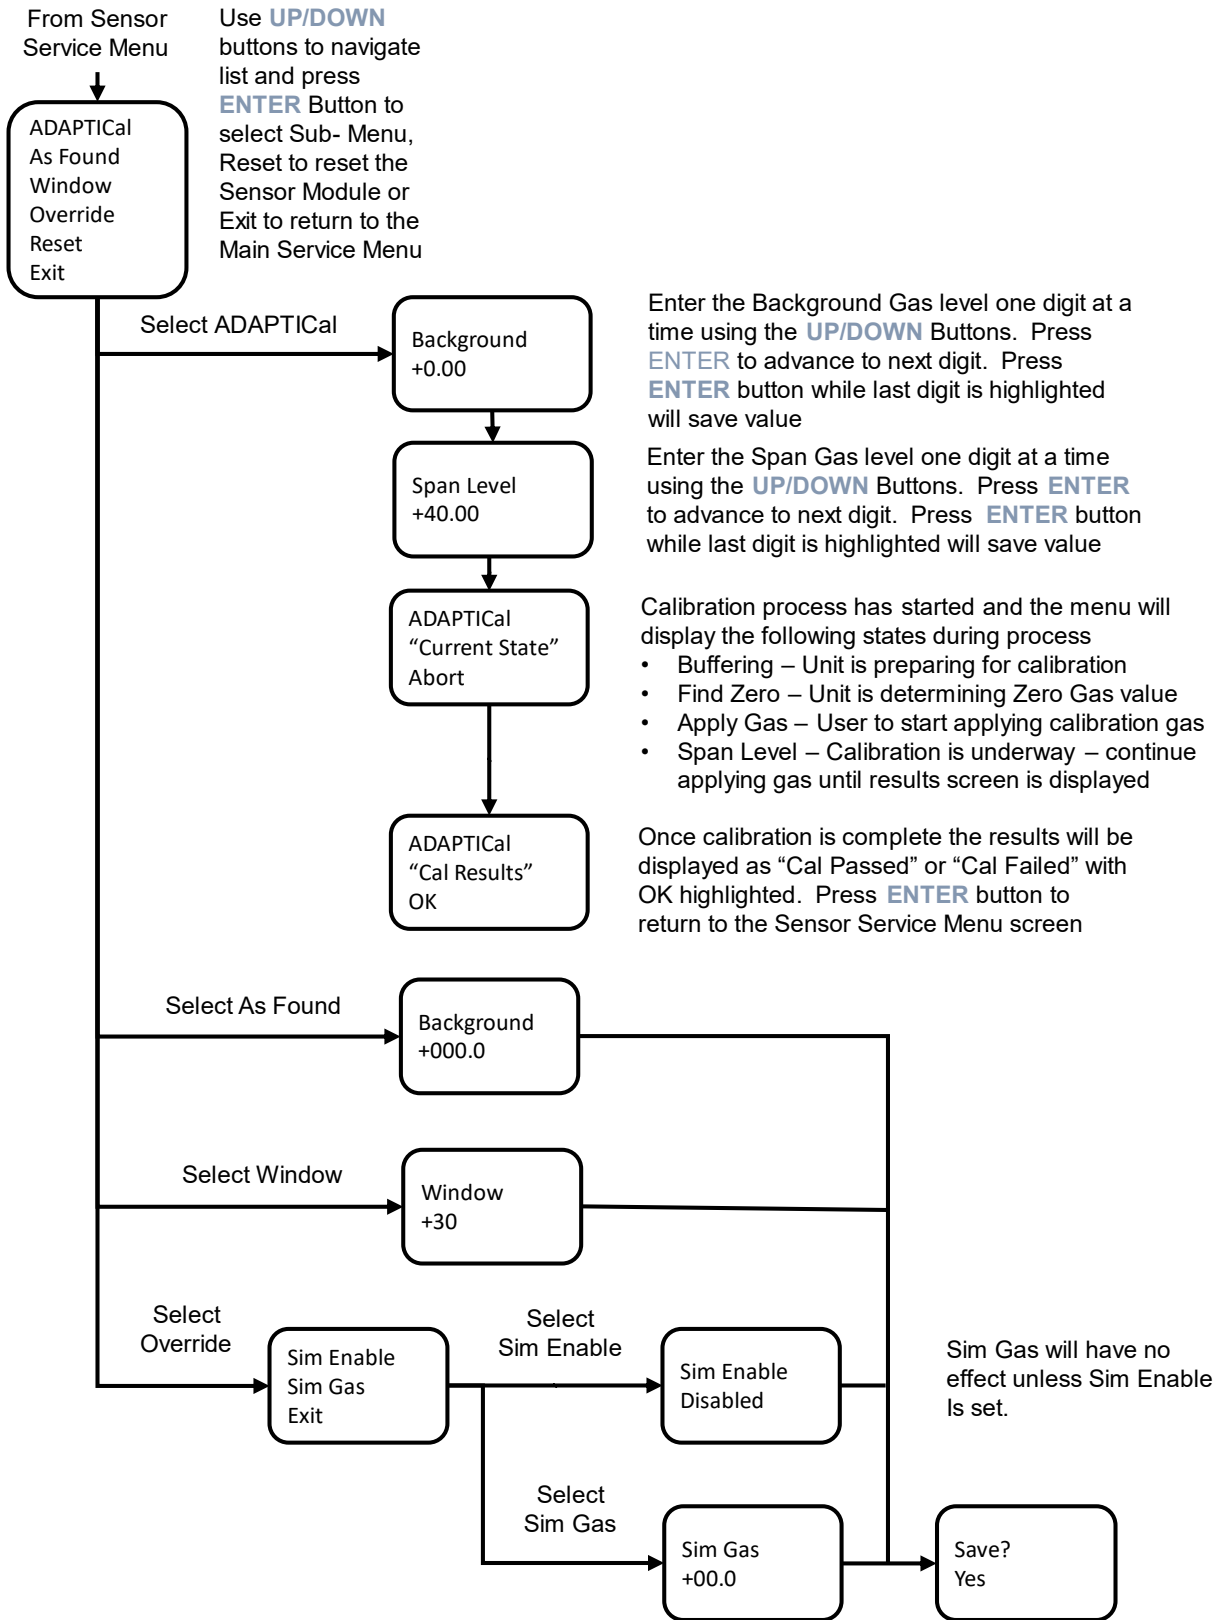 From Sensor
Service Menu
Use UP/DOWN
buttons to navigate
list and press
ENTER Button to
select Sub- Menu,
Reset to reset the
Sensor Module or
Exit to return to the
Main Service Menu
ADAPTICal
As Found
Window
Override
Reset
Exit
Select ADAPTICal
Background
+0.00
Enter the Background Gas level one digit at a
time using the UP/DOWN Buttons. Press
ENTER to advance to next digit. Press
ENTER button while last digit is highlighted
will save value
Span Level
+40.00
Enter the Span Gas level one digit at a time
using the UP/DOWN Buttons. Press ENTER
to advance to next digit. Press ENTER button
while last digit is highlighted will save value
ADAPTICal
“Current State”
Abort
Calibration process has started and the menu will
display the following states during process
• Buffering – Unit is preparing for calibration
• Find Zero – Unit is determining Zero Gas value
• Apply Gas – User to start applying calibration gas
• Span Level – Calibration is underway – continue
applying gas until results screen is displayed
ADAPTICal
“Cal Results”
OK
Once calibration is complete the results will be
displayed as “Cal Passed” or “Cal Failed” with
OK highlighted. Press ENTER button to
return to the Sensor Service Menu screen
Select As Found
Background
+000.0
Select Window
Window
+30
Select
Override
Sim Enable
Sim Gas
Exit
Select
Sim Enable
Sim Enable
Disabled
Sim Gas will have no
effect unless Sim Enable
Is set.
Select
Sim Gas
Sim Gas
+00.0
Save?
Yes